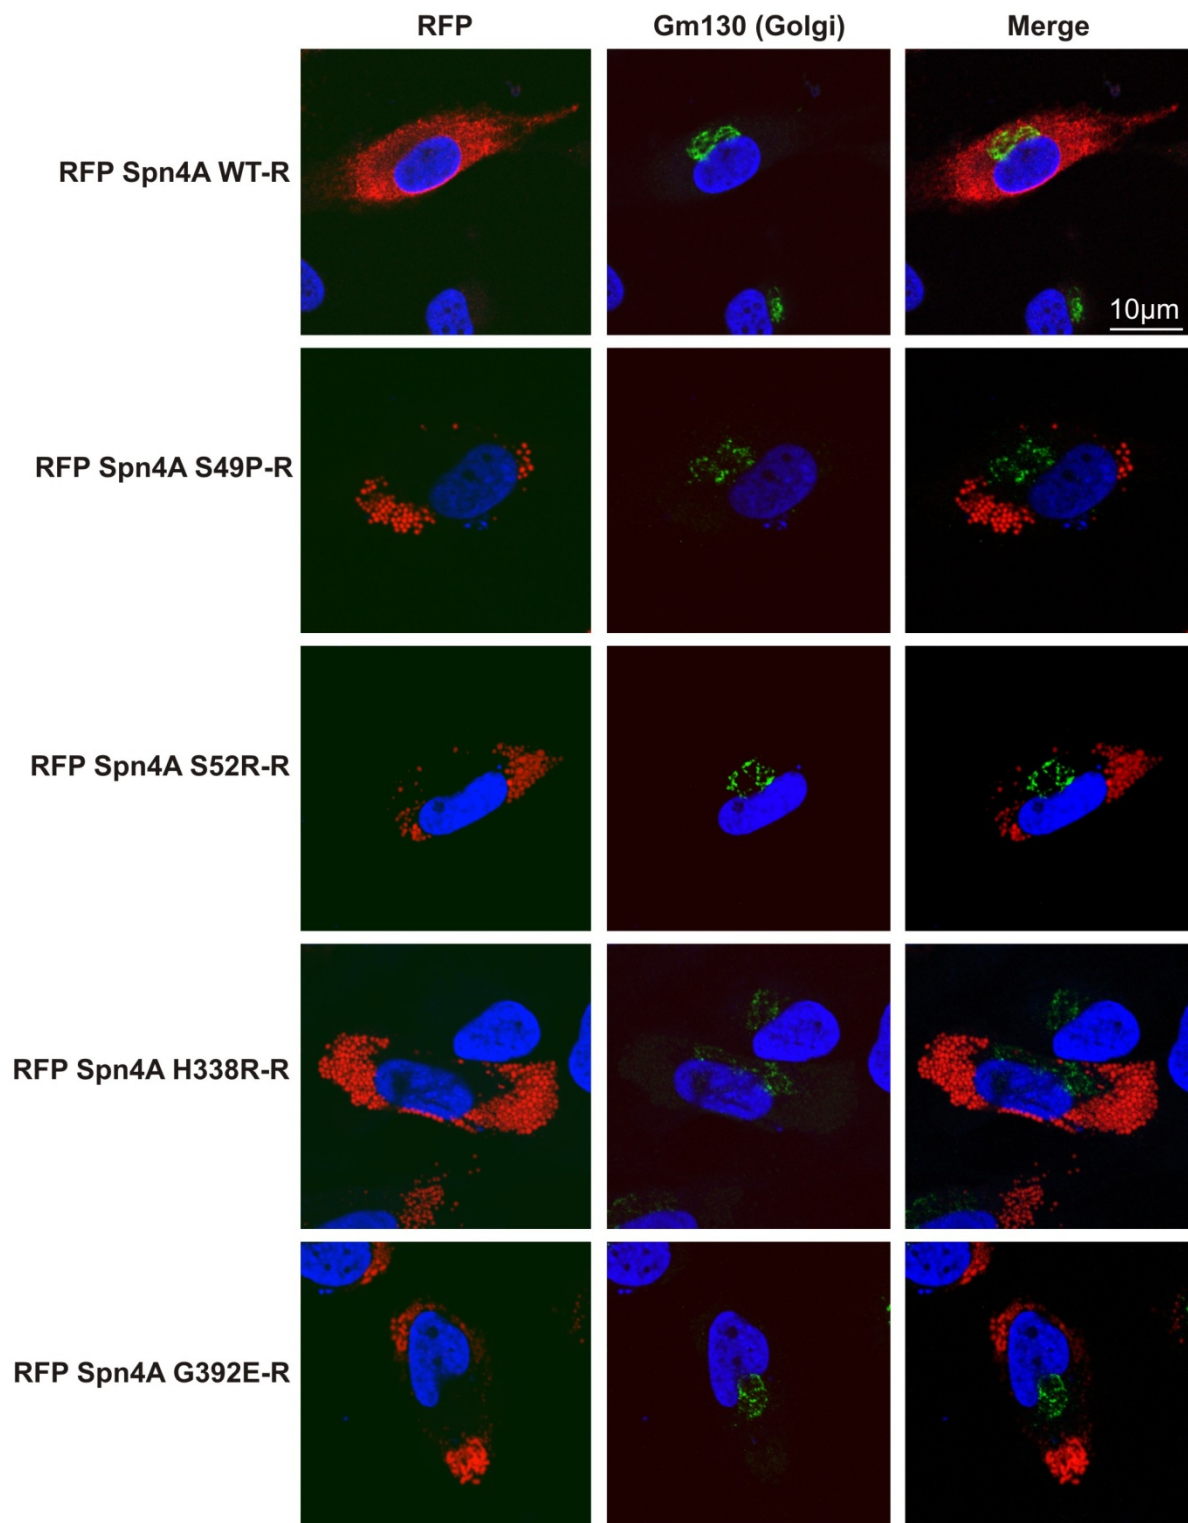 RFP Gm130 (Golgi) Merge
RFP Spn4A WT-R
10µm
RFP Spn4A S49P-R
RFP Spn4A S52R-R
RFP Spn4A H338R-R
RFP Spn4A G392E-R